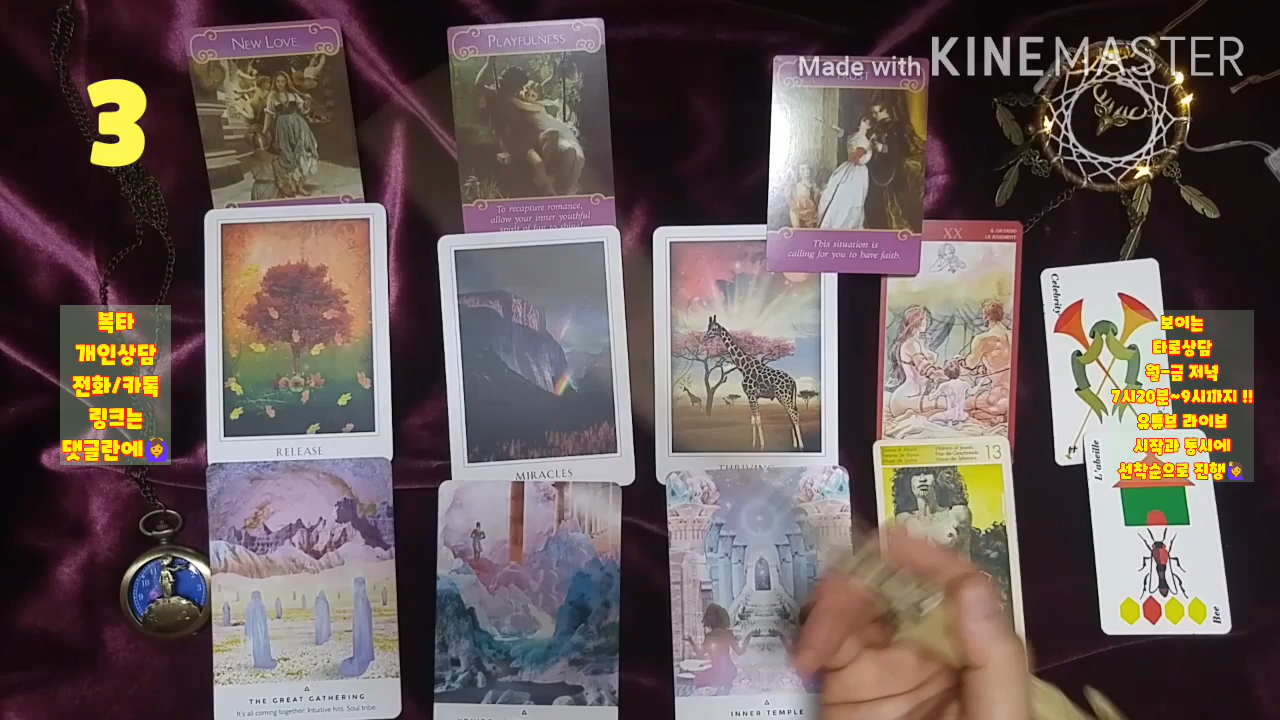 3
Made with KINEMASTER
NEW LOVE
PLAYFULNESS
To recapture romance,
allow your inner youthful
spirit of fun to shine!
This situation is
calling for you to have faith.
XX
IL GIUDIZIO
LE JUGEMENT
복타
개인상담
전화/카톡
링크는
댓글란에🙆‍♀️
Celebrity
보이는
타로상담
월-금 저녁
7시20분~9시까지 !!
유튜브 라이브
시작과 동시에
선착순으로 진행🙋‍♀️
RELEASE
MIRACLES
THRIVING
13
L'abeille
Bee
THE GREAT GATHERING
It's all coming together. Intuitive hits. Soul tribe.
INNER TEMPLE